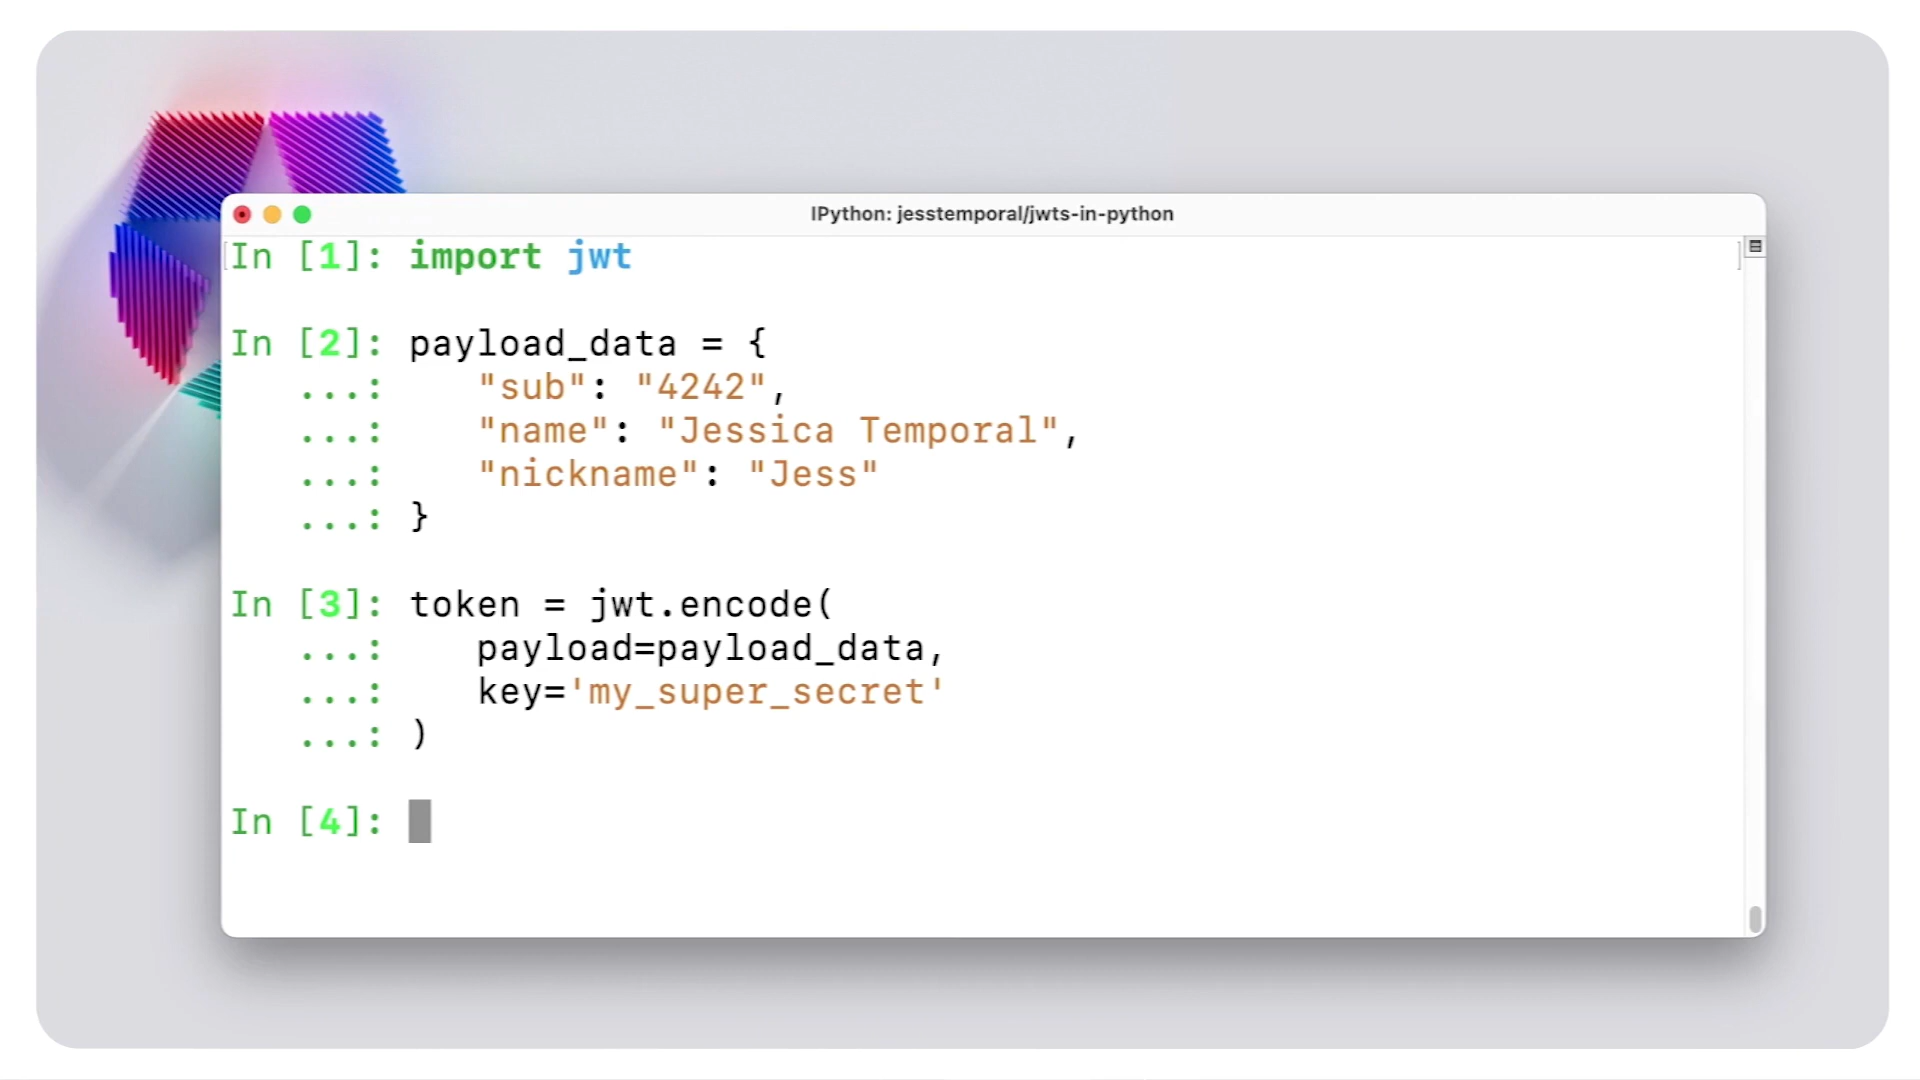 IPython: jesstemporal/jwts-in-python
In [1]: import jwt
In [2]: payload_data = {
...: "sub": "4242",
...: "name": "Jessica Temporal",
...: "nickname": "Jess"
...: }
In [3]: token = jwt.encode(
...: payload=payload_data,
...: key='my_super_secret'
...: )
In [4]: